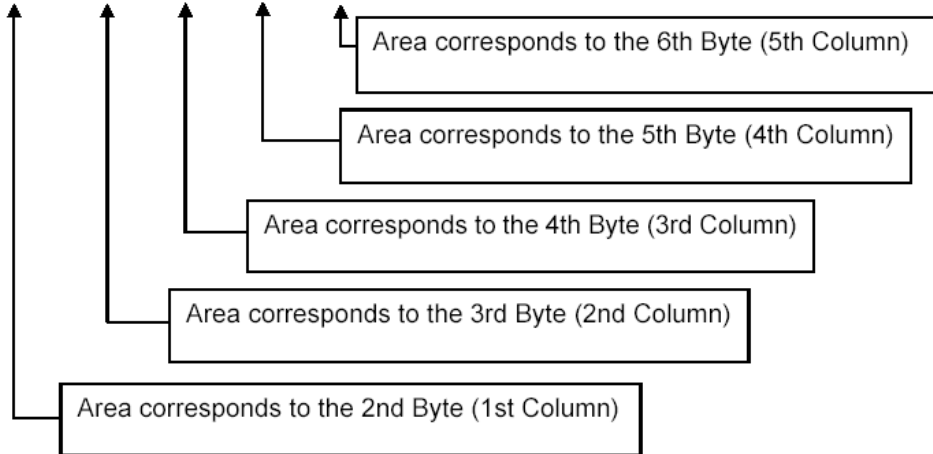 Area corresponds to the 6th Byte (5th Column)
Area corresponds to the 5th Byte (4th Column)
Area corresponds to the 4th Byte (3rd Column)
Area corresponds to the 3rd Byte (2nd Column)
Area corresponds to the 2nd Byte (1st Column)